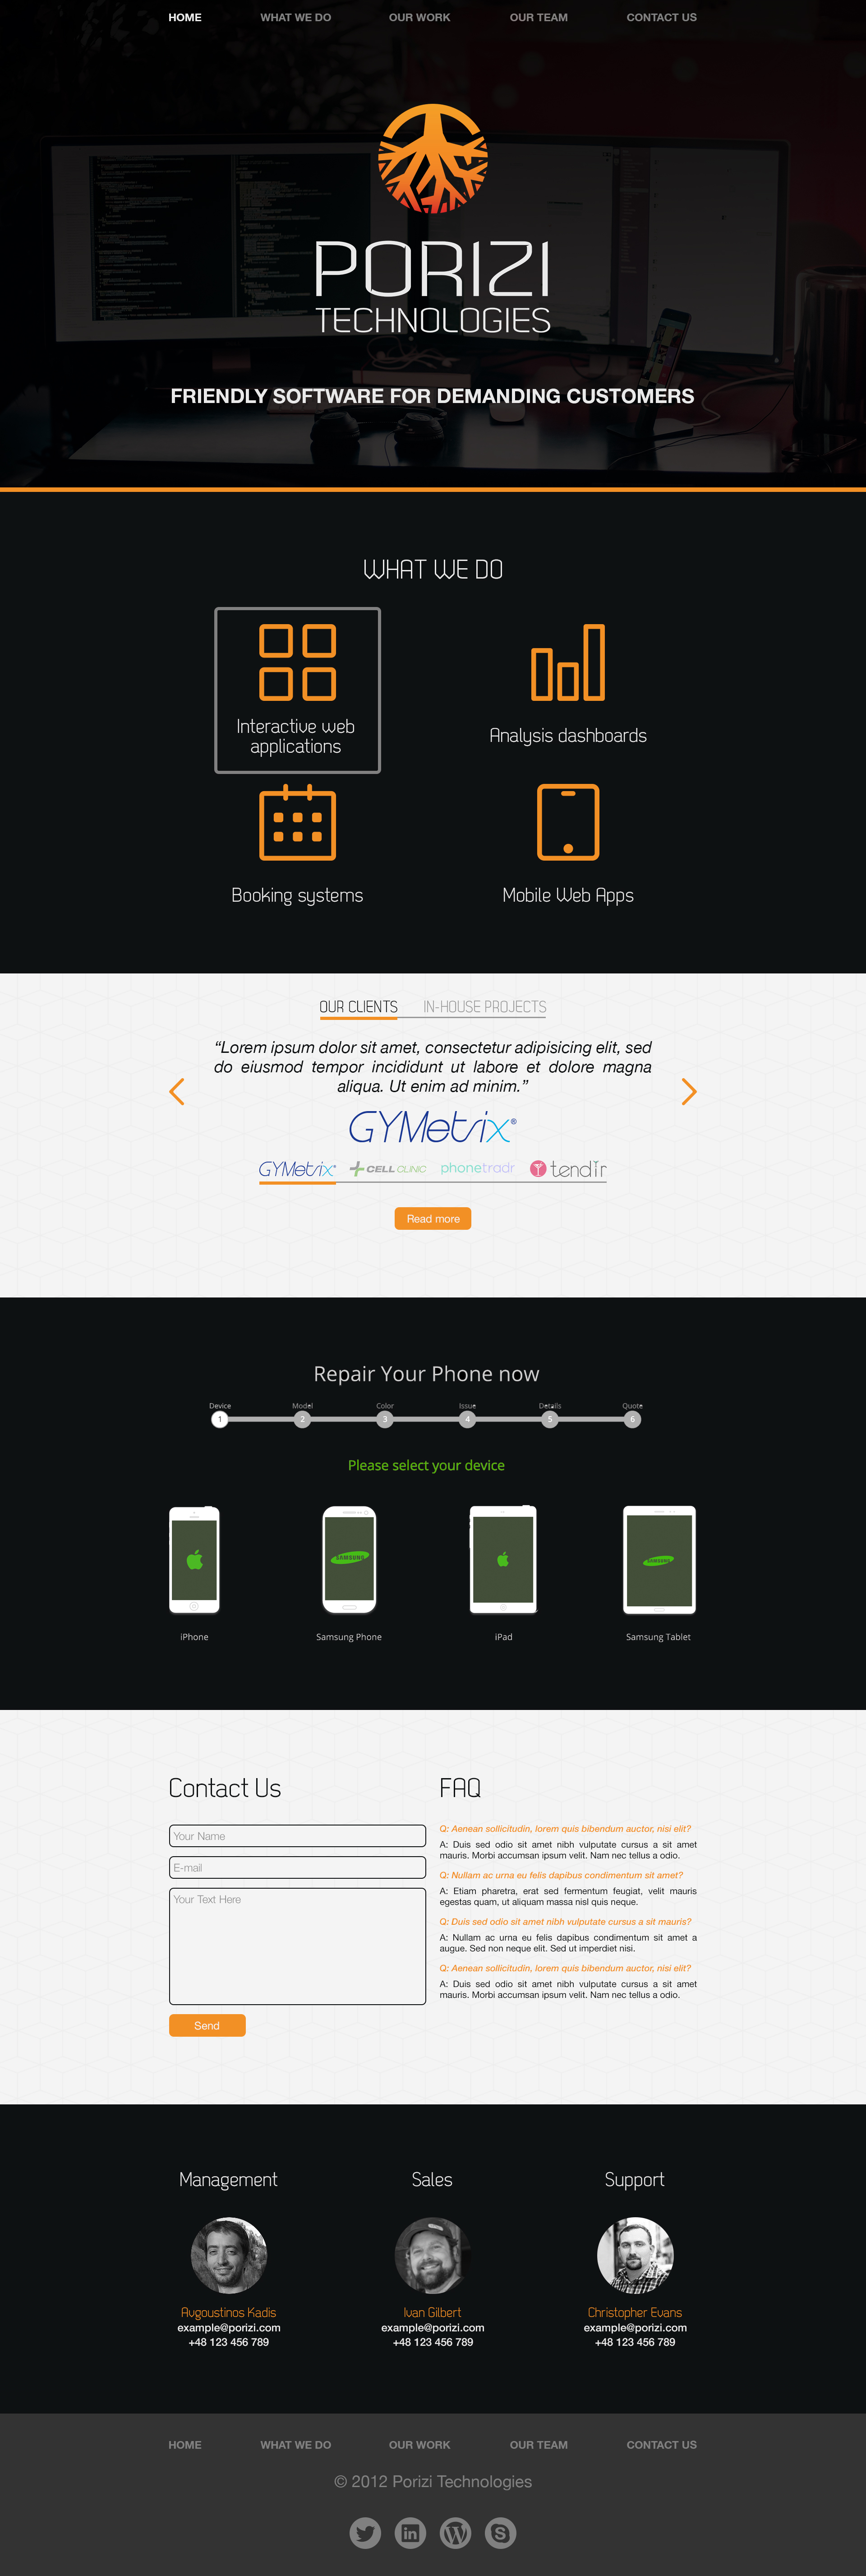 HOME WHAT WE DO OUR WORK OUR TEAM CONTACT US
PORIZI
TECHNOLOGIES
FRIENDLY SOFTWARE FOR DEMANDING CUSTOMERS
WHAT WE DO
Interactive web
applications
Analysis dashboards
Booking systems
Mobile Web Apps
OUR CLIENTS IN-HOUSE PROJECTS
“Lorem ipsum dolor sit amet, consectetur adipisicing elit, sed
do eiusmod tempor incididunt ut labore et dolore magna
aliqua. Ut enim ad minim.”
GYMetrix®
GYMetrix® CELL CLINIC phonetradr tendir
Read more
Repair Your Phone now
Device Model Color Issue Details Quote
1 2 3 4 5 6
Please select your device
SAMSUNG SAMSUNG
iPhone Samsung Phone iPad Samsung Tablet
Contact Us
Your Name
E-mail
Your Text Here
Send
FAQ
Q: Aenean sollicitudin, lorem quis bibendum auctor, nisi elit?
A: Duis sed odio sit amet nibh vulputate cursus a sit amet
mauris. Morbi accumsan ipsum velit. Nam nec tellus a odio.
Q: Nullam ac urna eu felis dapibus condimentum sit amet?
A: Etiam pharetra, erat sed fermentum feugiat, velit mauris
egestas quam, ut aliquam massa nisl quis neque.
Q: Duis sed odio sit amet nibh vulputate cursus a sit mauris?
A: Nullam ac urna eu felis dapibus condimentum sit amet a
augue. Sed non neque elit. Sed ut imperdiet nisi.
Q: Aenean sollicitudin, lorem quis bibendum auctor, nisi elit?
A: Duis sed odio sit amet nibh vulputate cursus a sit amet
mauris. Morbi accumsan ipsum velit. Nam nec tellus a odio.
Management
Avgoustinos Kadis
example@porizi.com
+48 123 456 789
Sales
Ivan Gilbert
example@porizi.com
+48 123 456 789
Support
Christopher Evans
example@porizi.com
+48 123 456 789
HOME WHAT WE DO OUR WORK OUR TEAM CONTACT US
© 2012 Porizi Technologies